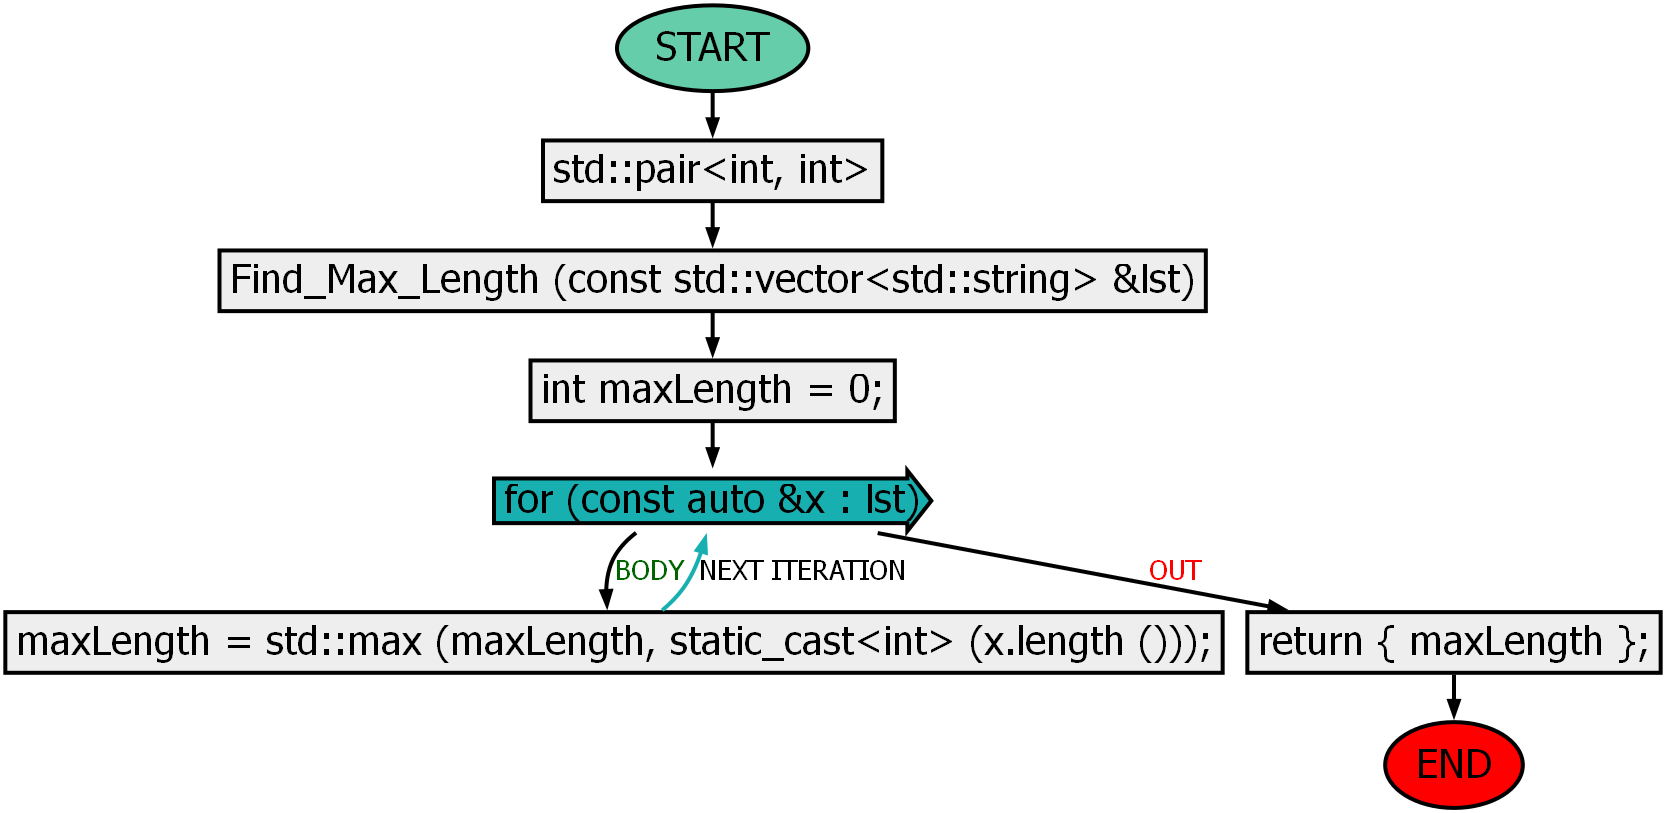 START
std::pair<int, int>
Find_Max_Length (const std::vector<std::string> &lst)
int maxLength = 0;
for (const auto &x : lst)
BODY
NEXT ITERATION
OUT
maxLength = std::max (maxLength, static_cast<int> (x.length ()));
return { maxLength };
END